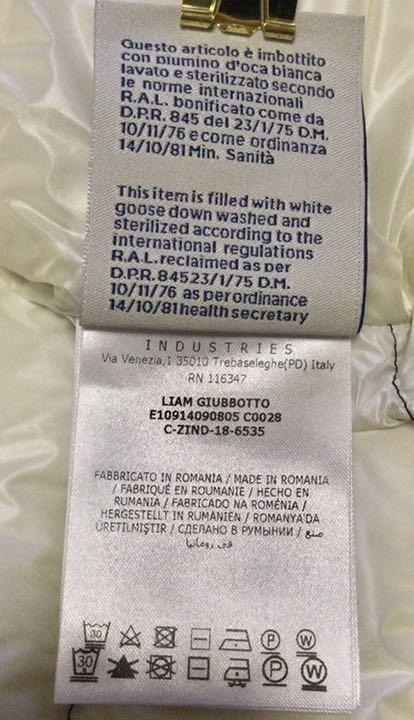 Questo articolo è imbottito
con piumino d'oca bianca
lavato e sterilizzato secondo
le norme internazionali
R.A.L. bonificato come da
D.P.R. 845 del 23/1/75 D.M.
10/11/76 e come ordinanza
14/10/81 Min. Sanità
This item is filled with white
goose down washed and
sterilized according to the
international regulations
R.A.L. reclaimed as per
D.P.R. 84523/1/75 D.M.
10/11/76 as per ordinance
14/10/81 health secretary
INDUSTRIES
Via Venezia,1 35010 Trebaseleghe(PD) Italy
RN 116347
LIAM GIUBBOTTO
E10914090805 C0028
C-ZIND-18-6535
FABBRICATO IN ROMANIA / MADE IN ROMANIA
/ FABRIQUÉ EN ROUMANIE / HECHO EN
RUMANIA / FABRICADO NA ROMÉNIA /
HERGESTELLT IN RUMÄNIEN / ROMANYA'DA
ÜRETILMIŞTIR / СДЕЛАНО В РУМЫНИИ / صنع
في رومانيا
30 P W
30 P W